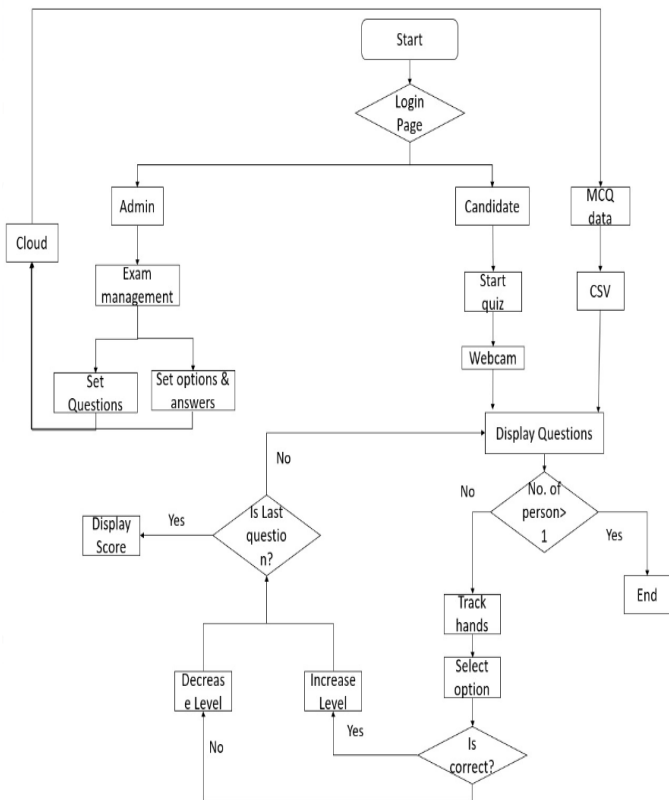 Start
Login
Page
Admin
Candidate
MCQ
data
Cloud
Exam
management
Start
quiz
CSV
Webcam
Set
Questions
Set options &
answers
Display Questions
No
No
No. of
person>
1
Yes
Is Last
questio
n?
Yes
Display
Score
End
Track
hands
Select
option
Decreas
e Level
Increase
Level
Yes
No
Is
correct?